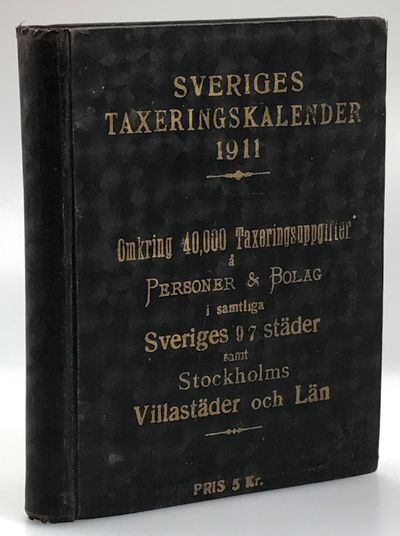 SVERIGES
TAXERINGSKALENDER
1911
Omkring 40,000 Taxeringsuppgifter
å
PERSONER & BOLAG
i samtliga
Sveriges 97 städer
samt
Stockholms
Villastäder och Län
PRIS 5 Kr.